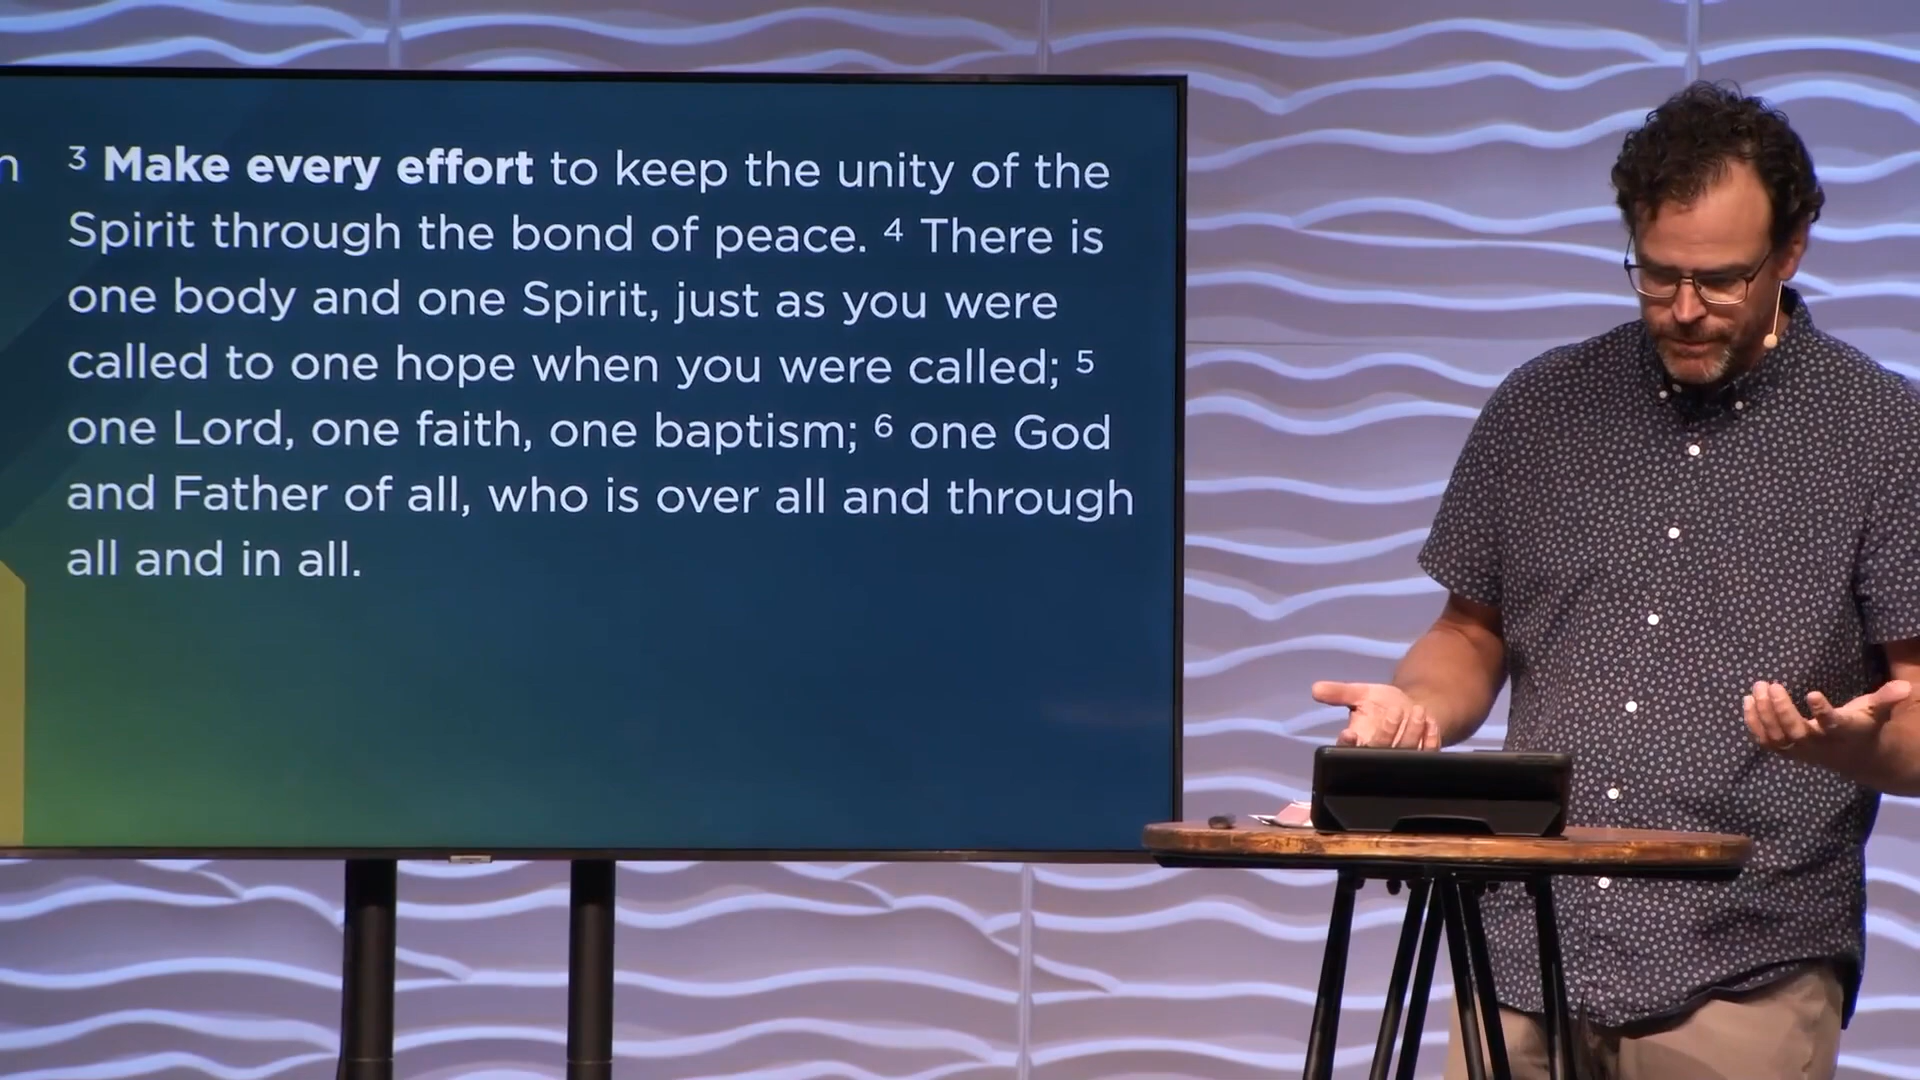 ³ Make every effort to keep the unity of the
Spirit through the bond of peace. ⁴ There is
one body and one Spirit, just as you were
called to one hope when you were called; ⁵
one Lord, one faith, one baptism; ⁶ one God
and Father of all, who is over all and through
all and in all.